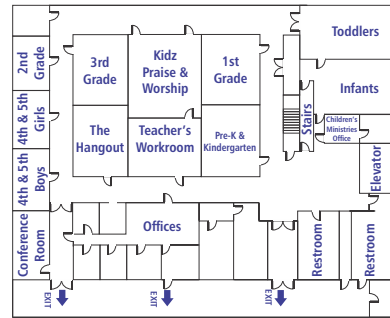 Toddlers
2nd
Grade
3rd
Grade
Kidz
Praise &
Worship
1st
Grade
Infants
4th & 5th
Girls
The
Hangout
Teacher's
Workroom
Pre-K &
Kindergarten
Stairs
Children's
Ministries
Office
4th & 5th
Boys
Elevator
Conference
Room
Offices
Restroom
Restroom
EXIT
EXIT
EXIT